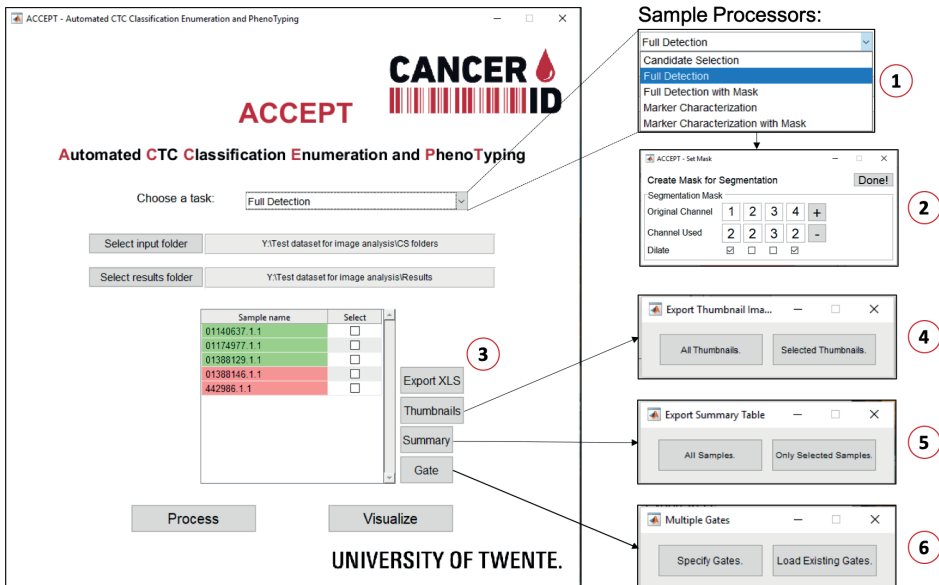 ACCEPT - Automated CTC Classification Enumeration and PhenoTyping
CANCER
ID
ACCEPT
Automated CTC Classification Enumeration and PhenoTyping
Choose a task:
Full Detection
Select input folder
Y:\Test dataset for image analysis\CS folders
Select results folder
Y:\Test dataset for image analysis\Results
Sample name Select
01140637.1.1
01174977.1.1
01388129.1.1
01388146.1.1
442986.1.1
3
Export XLS
Thumbnails
Summary
Gate
Process
Visualize
UNIVERSITY OF TWENTE.
Sample Processors:
Full Detection
Candidate Selection
Full Detection
Full Detection with Mask
Marker Characterization
Marker Characterization with Mask
1
ACCEPT - Set Mask
Create Mask for Segmentation
Done!
Segmentation Mask
Original Channel 1 2 3 4 +
Channel Used 2 2 3 2 -
Dilate
2
Export Thumbnail Ima...
All Thumbnails.
Selected Thumbnails.
4
Export Summary Table
All Samples.
Only Selected Samples.
5
Multiple Gates
Specify Gates.
Load Existing Gates.
6